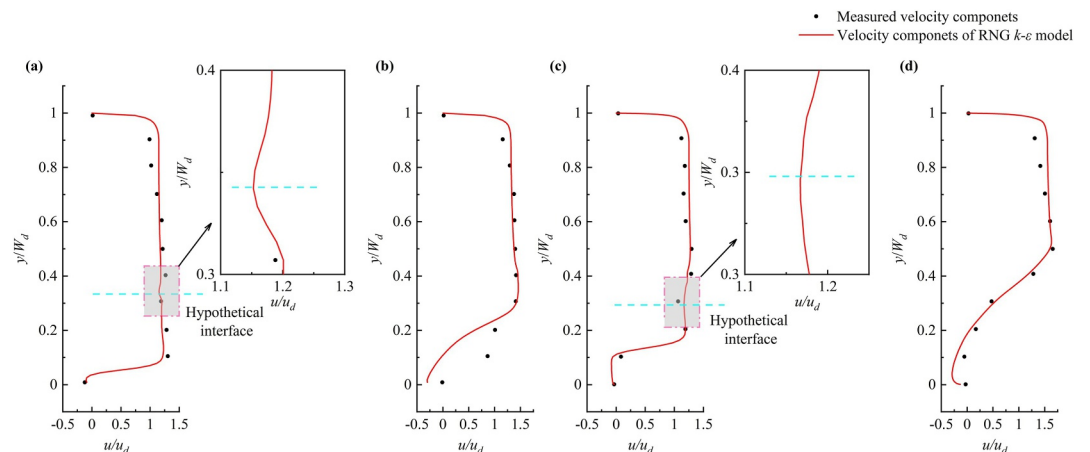 Measured velocity componets
Velocity componets of RNG k-ε model
(a)
(b)
(c)
(d)
1
0.8
0.6
0.4
0.2
0
y/W_d
-0.5 0 0.5 1 1.5
u/u_d
0.4
0.3
y/W_d
1.1 1.2 1.3
u/u_d
Hypothetical
interface
1
0.8
0.6
0.4
0.2
0
y/W_d
-0.5 0 0.5 1 1.5
u/u_d
1
0.8
0.6
0.4
0.2
0
y/W_d
-0.5 0 0.5 1 1.5
u/u_d
0.4
0.3
0.3
y/W_d
1.1 1.2
u/u_d
Hypothetical
interface
1
0.8
0.6
0.4
0.2
0
y/W_d
-0.5 0 0.5 1 1.5
u/u_d